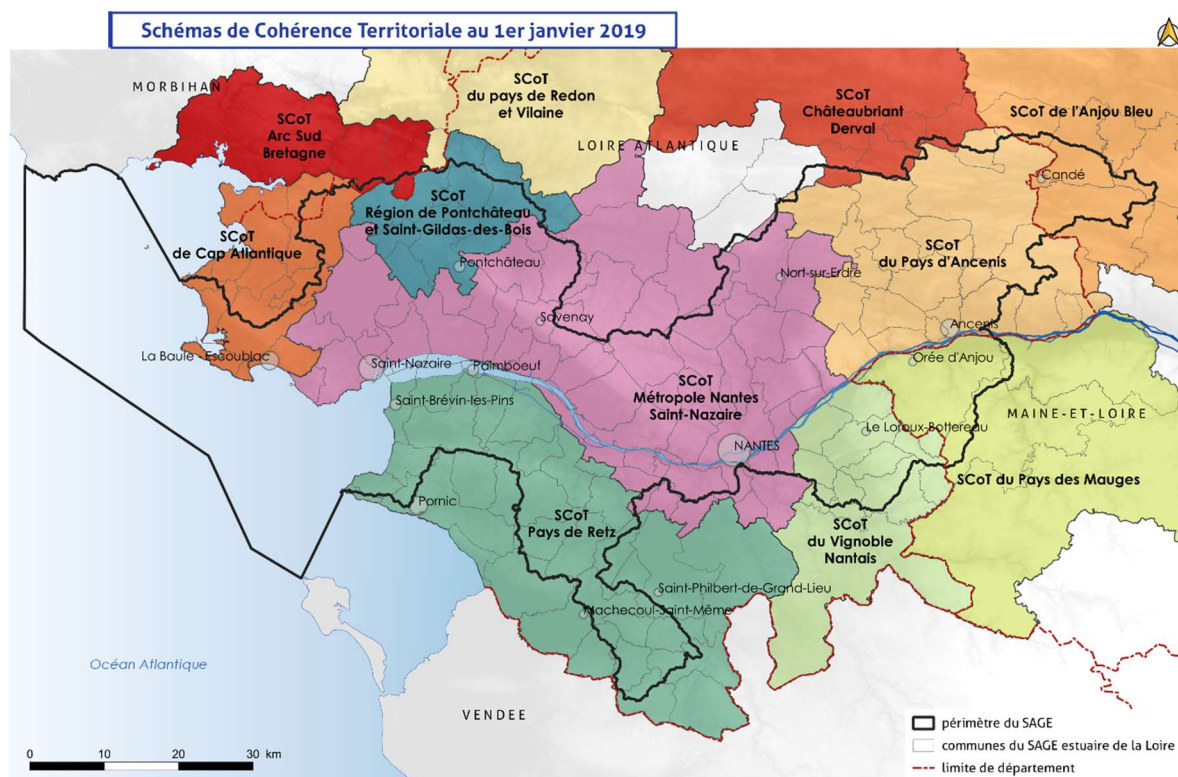 Schémas de Cohérence Territoriale au 1er janvier 2019
MORBIHAN
SCoT
Arc Sud
Bretagne
SCoT
du pays de Redon
et Vilaine
SCoT
Châteaubriant
Derval
SCoT de l'Anjou Bleu
LOIRE ATLANTIQUE
Candé
SCoT
Région de Pontchâteau
et Saint-Gildas-des-Bois
SCoT
de Cap Atlantique
SCoT
du Pays d'Ancenis
Pontchâteau
Nort-sur-Erdre
Savenay
Ancenis
La Baule - Escoublac
Saint-Nazaire
Paimboeuf
Orée d'Anjou
SCoT
Métropole Nantes
Saint-Nazaire
Saint-Brévin-les-Pins
MAINE-ET-LOIRE
Le Loroux-Bottereau
NANTES
SCoT du Pays des Mauges
Pornic
SCoT
Pays de Retz
SCoT
du Vignoble
Nantais
Saint-Philbert-de-Grand-Lieu
Machecoul-Saint-Même
Océan Atlantique
VENDEE
périmètre du SAGE
communes du SAGE estuaire de la Loire
limite de département
0 10 20 30 km